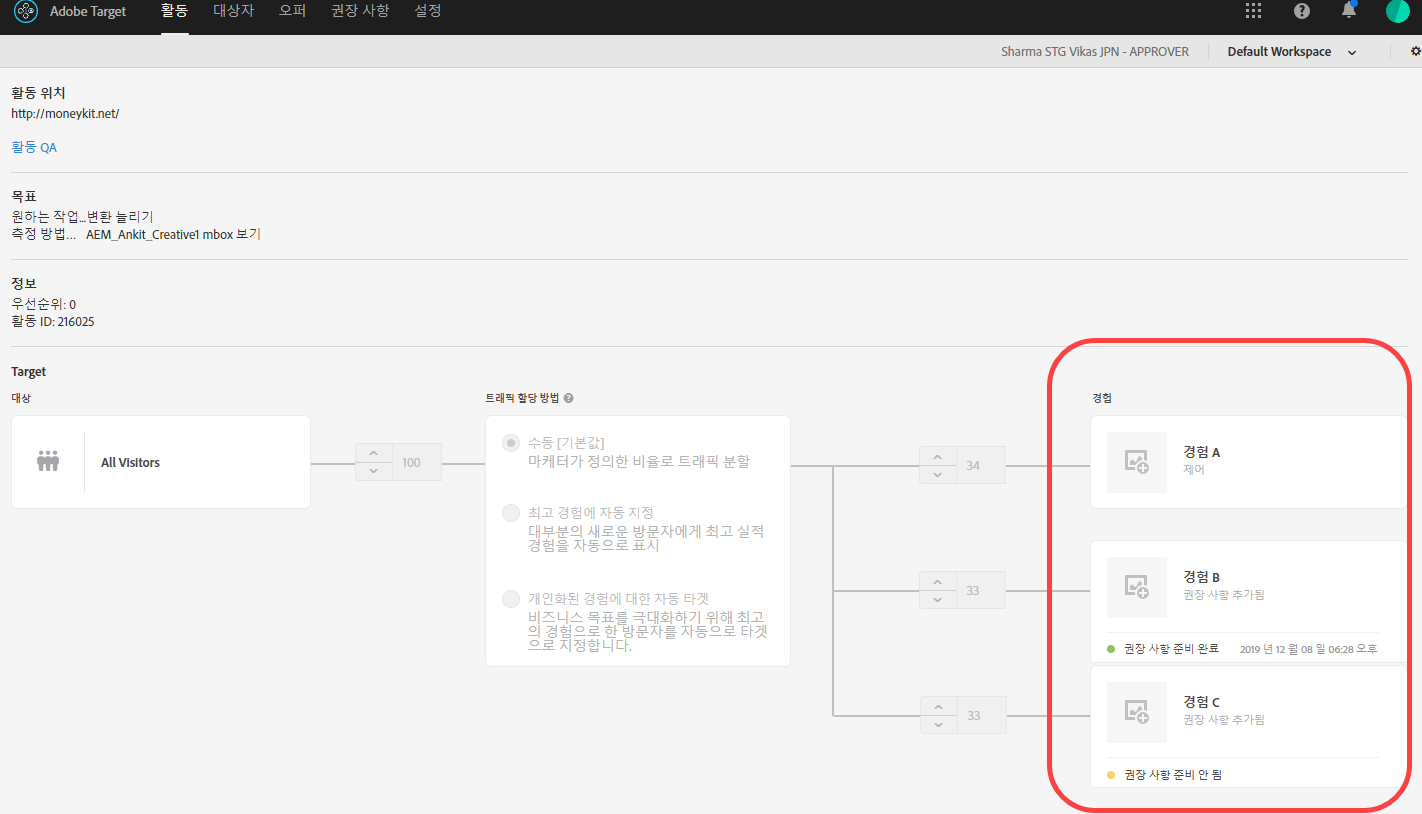 Adobe Target 활동 대상자 오퍼 권장 사항 설정
Sharma STG Vikas JPN - APPROVER Default Workspace
활동 위치
http://moneykit.net/
활동 QA
목표
원하는 작업...변환 늘리기
측정 방법... AEM_Ankit_Creative1 mbox 보기
정보
우선순위: 0
활동 ID: 216025
Target
대상
All Visitors
100
트래픽 할당 방법
수동 [기본값]
마케터가 정의한 비율로 트래픽 분할
최고 경험에 자동 지정
대부분의 새로운 방문자에게 최고 실적
경험을 자동으로 표시
개인화된 경험에 대한 자동 타겟
비즈니스 목표를 극대화하기 위해 최고
의 경험으로 한 방문자를 자동으로 타겟
으로 지정합니다.
34
33
33
경험
경험 A
제어
경험 B
권장 사항 추가됨
권장 사항 준비 완료 2019 년 12 월 08 일 06:28 오후
경험 C
권장 사항 추가됨
권장 사항 준비 안 됨